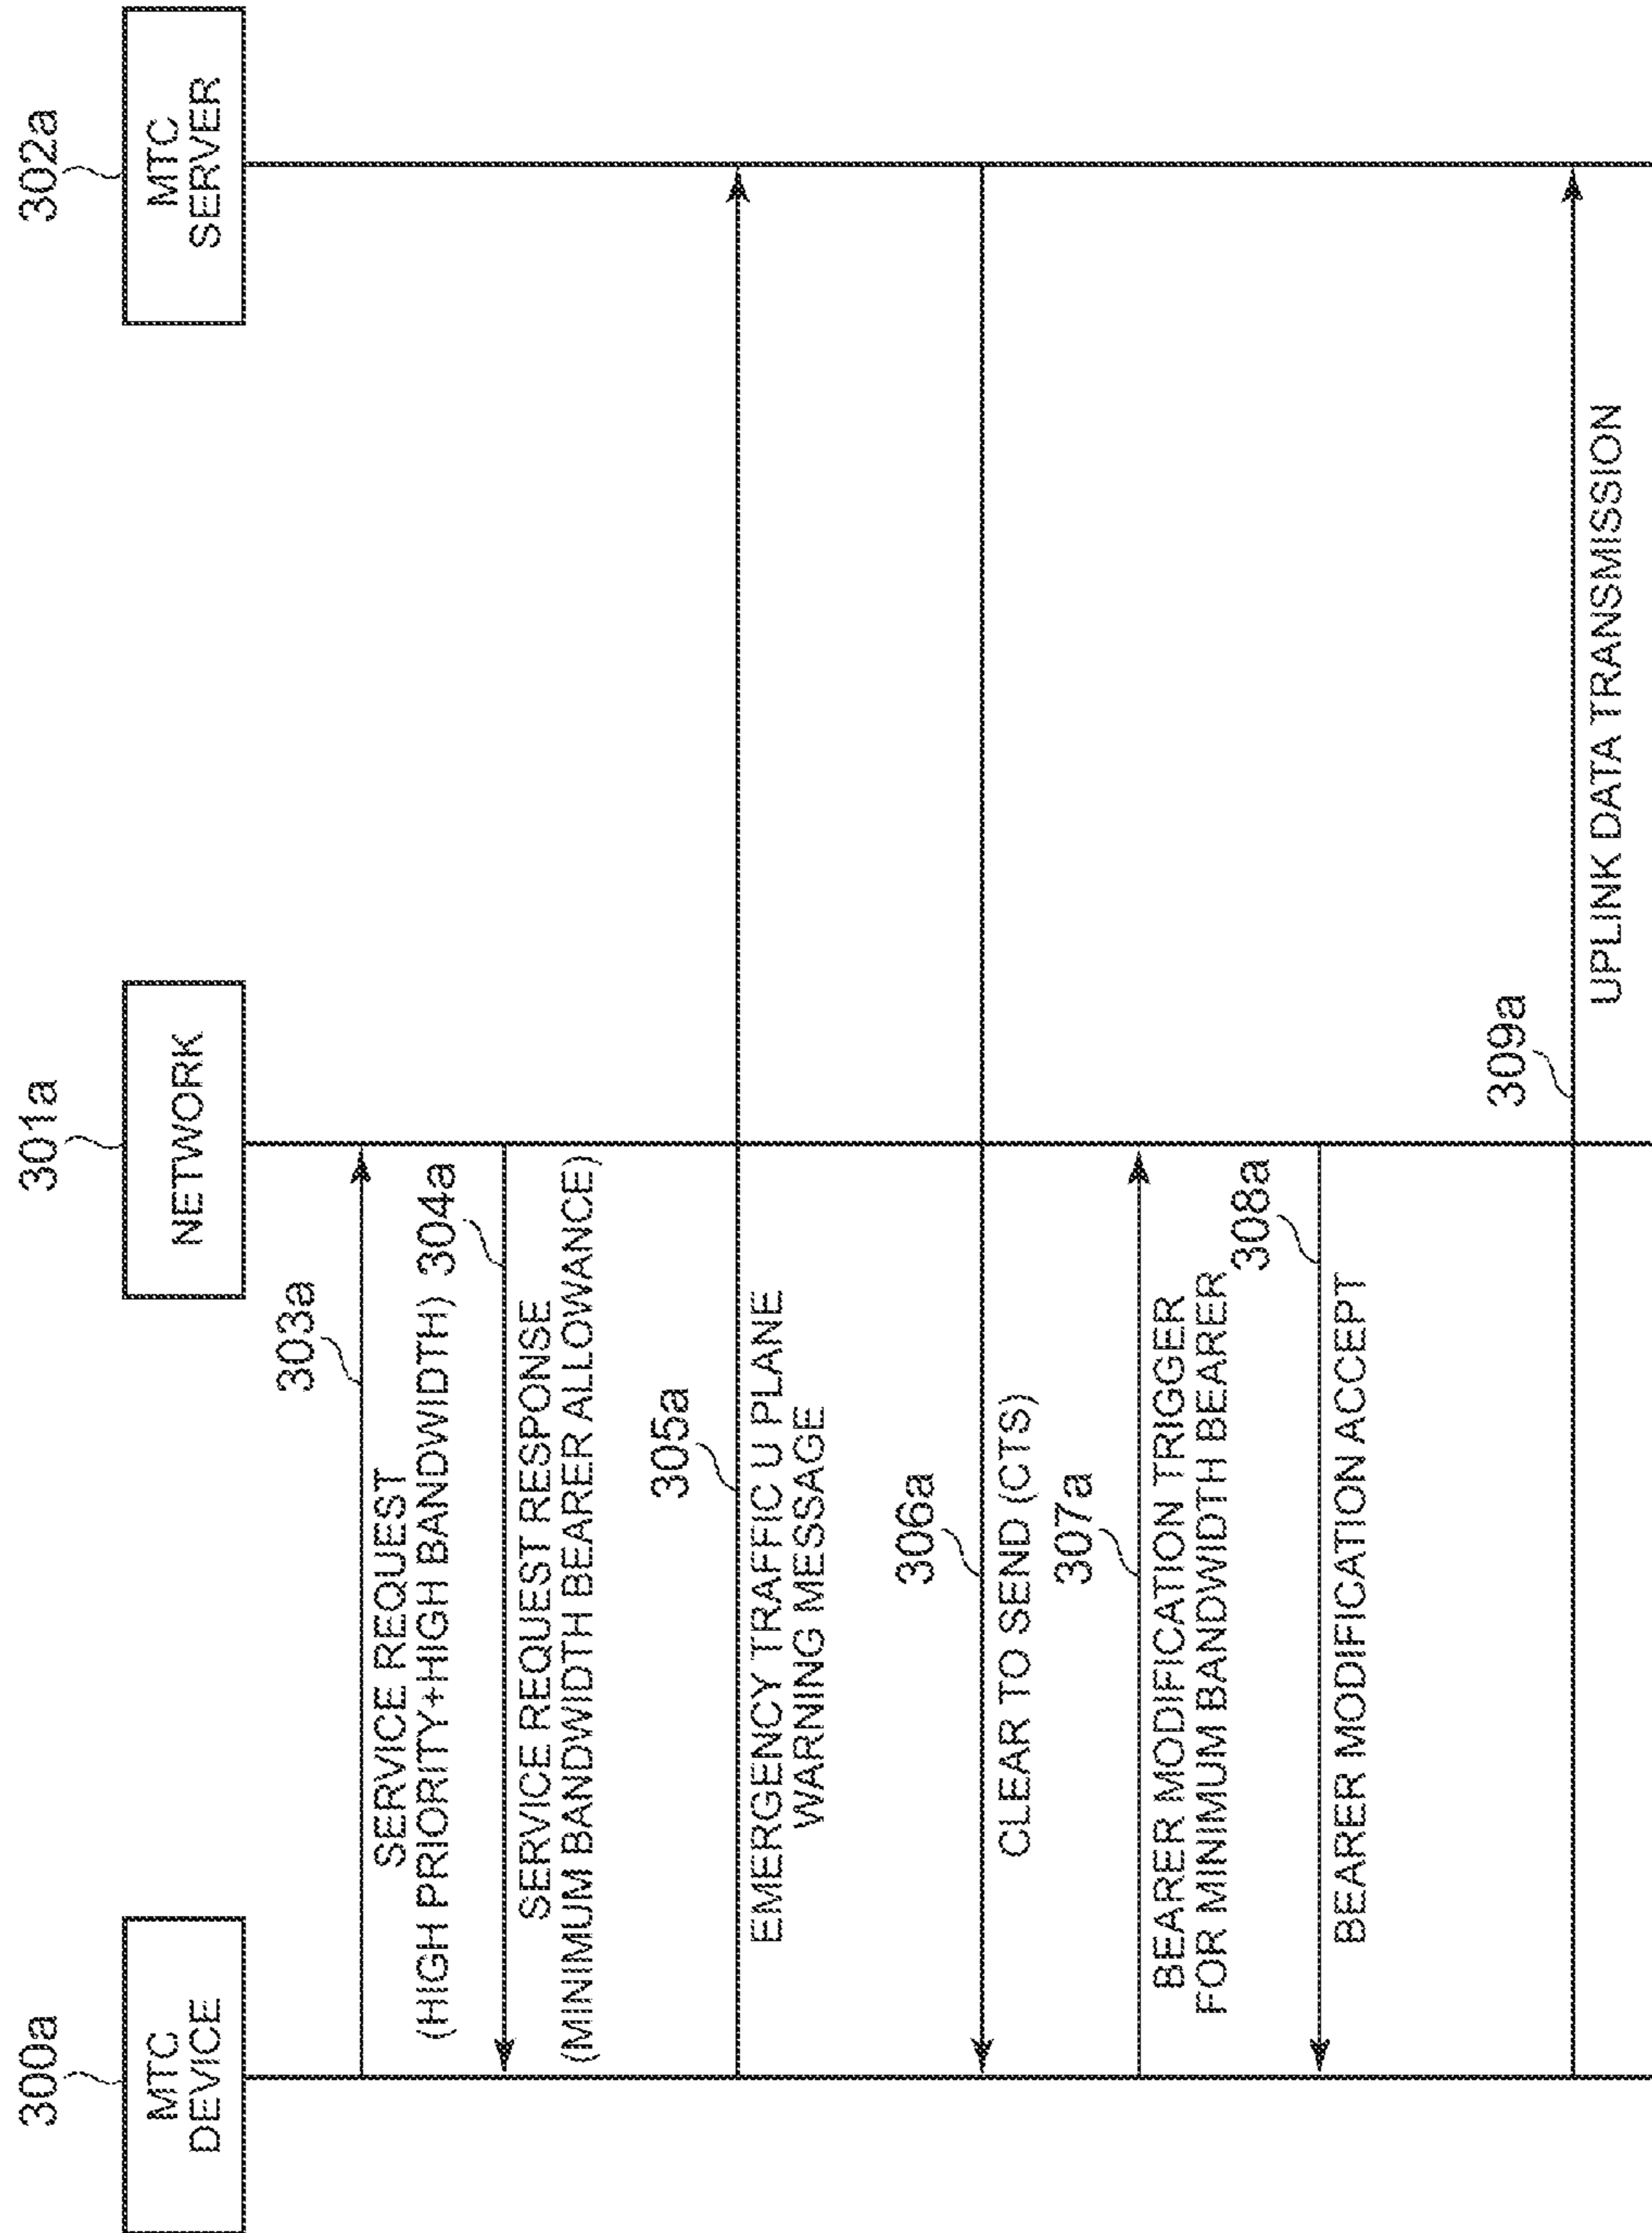 300a
MTC
DEVICE
301a
NETWORK
302a
MTC
SERVER
303a
SERVICE REQUEST
(HIGH PRIORITY+HIGH BANDWIDTH)
304a
SERVICE REQUEST RESPONSE
(MINIMUM BANDWIDTH BEARER ALLOWANCE)
305a
EMERGENCY TRAFFIC U PLANE
WARNING MESSAGE
306a
CLEAR TO SEND (CTS)
307a
BEARER MODIFICATION TRIGGER
FOR MINIMUM BANDWIDTH BEARER
308a
BEARER MODIFICATION ACCEPT
309a
UPLINK DATA TRANSMISSION